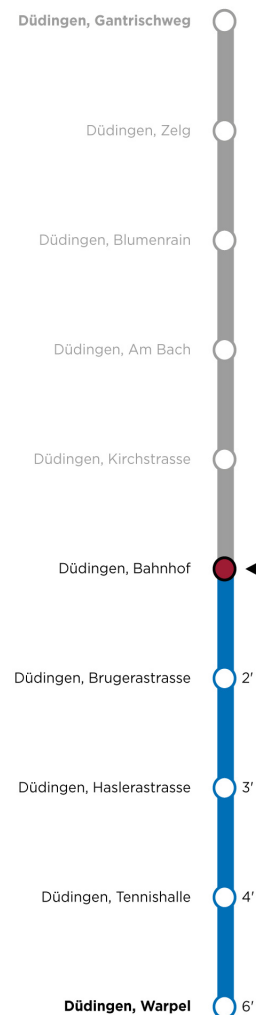 Düdingen, Gantrischweg
Düdingen, Zelg
Düdingen, Blumenrain
Düdingen, Am Bach
Düdingen, Kirchstrasse
Düdingen, Bahnhof
Düdingen, Brugerastrasse 2'
Düdingen, Haslerastrasse 3'
Düdingen, Tennishalle 4'
Düdingen, Warpel 6'